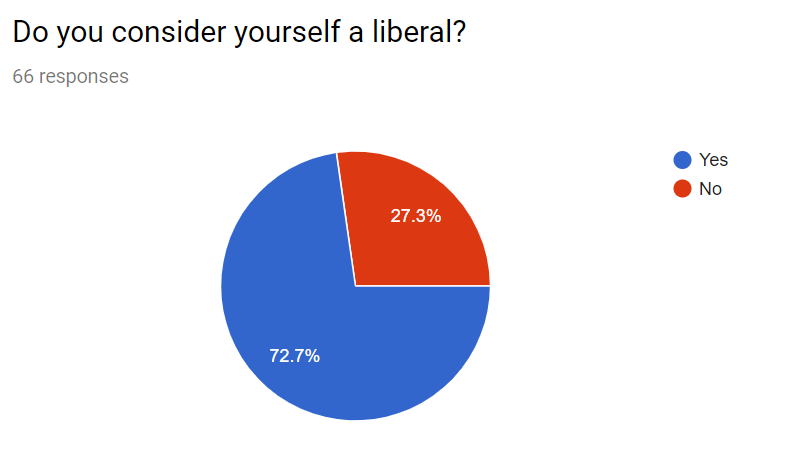 Do you consider yourself a liberal?
66 responses
Yes
No
27.3%
72.7%